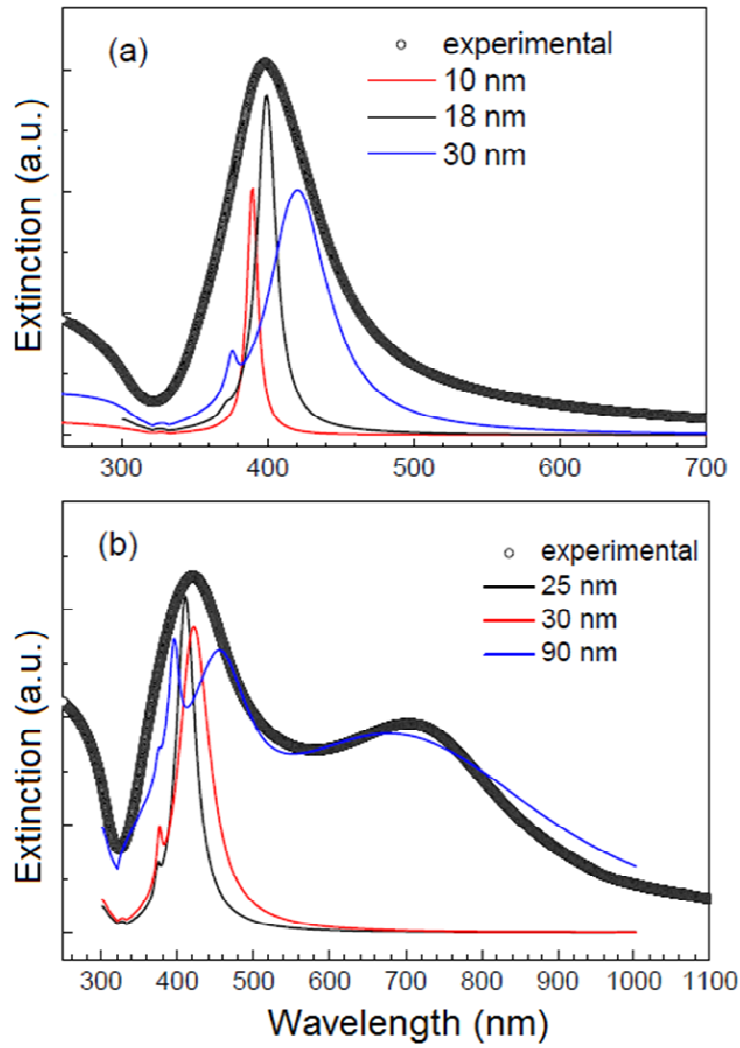 (a)
experimental
10 nm
18 nm
30 nm
Extinction (a.u.)
300 400 500 600 700
(b)
experimental
25 nm
30 nm
90 nm
Extinction (a.u.)
300 400 500 600 700 800 900 1000 1100
Wavelength (nm)